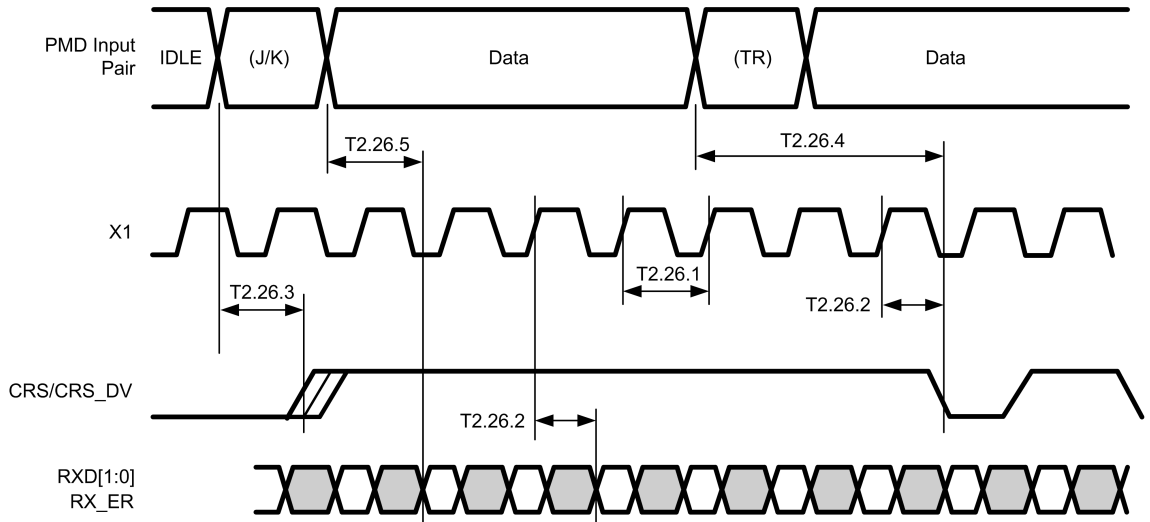 PMD Input
Pair
IDLE
(J/K)
Data
(TR)
Data
T2.26.5
T2.26.4
X1
T2.26.1
T2.26.3
T2.26.2
CRS/CRS_DV
T2.26.2
RXD[1:0]
RX_ER